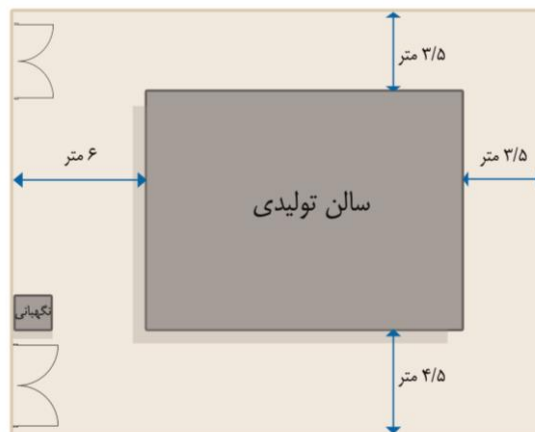 ۳/۵ متر
۶ متر
سالن تولیدی
۳/۵ متر
نگهبانی
۴/۵ متر